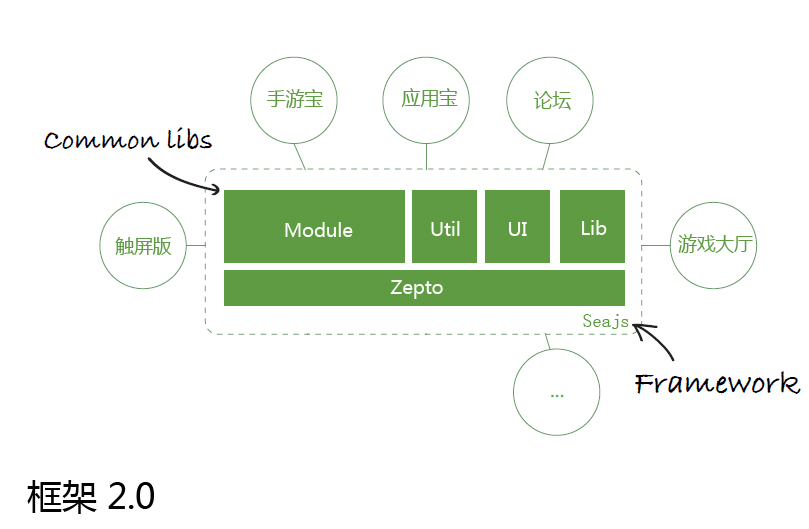 手游宝
应用宝
论坛
Common libs
Module
Util
UI
Lib
触屏版
游戏大厅
Zepto
Seajs
Framework
...
框架 2.0